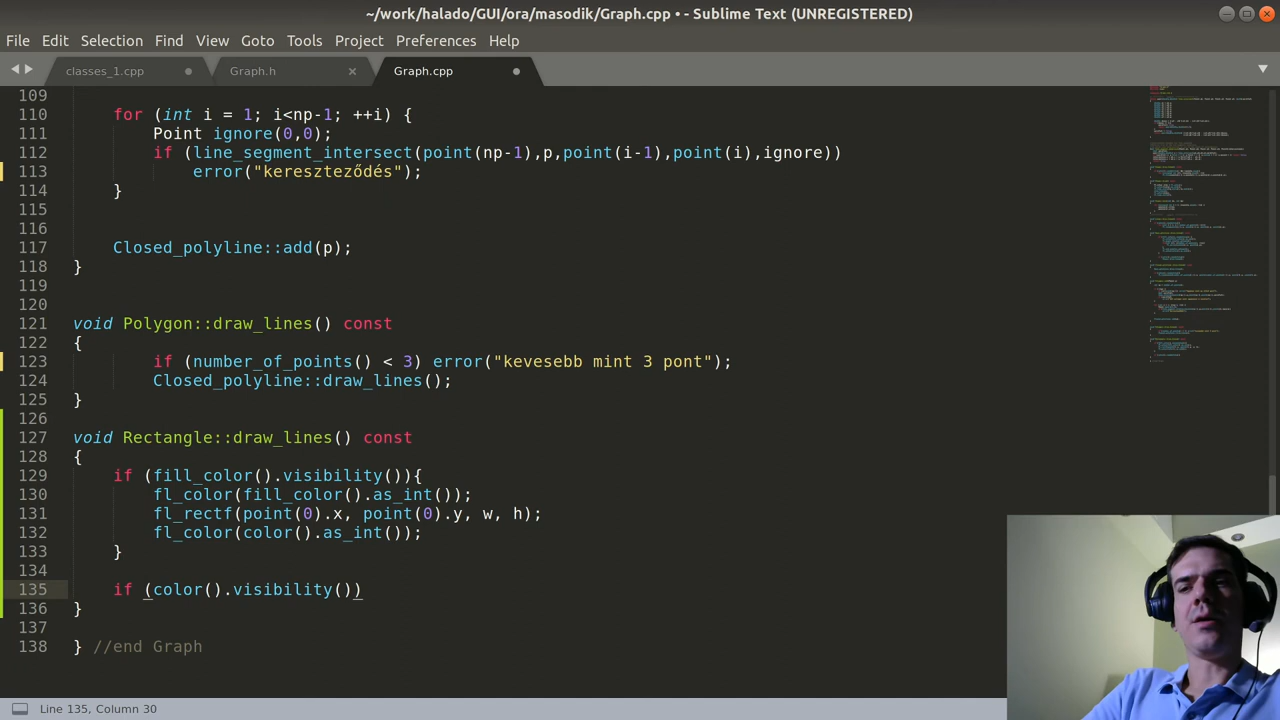 ~/work/halado/GUI/ora/masodik/Graph.cpp • - Sublime Text (UNREGISTERED)
File Edit Selection Find View Goto Tools Project Preferences Help
classes_1.cpp Graph.h Graph.cpp
109
110 for (int i = 1; i<np-1; ++i) {
111 Point ignore(0,0);
112 if (line_segment_intersect(point(np-1),p,point(i-1),point(i),ignore))
113 error("kereszteződés");
114 }
115
116
117 Closed_polyline::add(p);
118 }
119
120
121 void Polygon::draw_lines() const
122 {
123 if (number_of_points() < 3) error("kevesebb mint 3 pont");
124 Closed_polyline::draw_lines();
125 }
126
127 void Rectangle::draw_lines() const
128 {
129 if (fill_color().visibility()){
130 fl_color(fill_color().as_int());
131 fl_rectf(point(0).x, point(0).y, w, h);
132 fl_color(color().as_int());
133 }
134
135 if (color().visibility())
136 }
137
138 } //end Graph
Line 135, Column 30